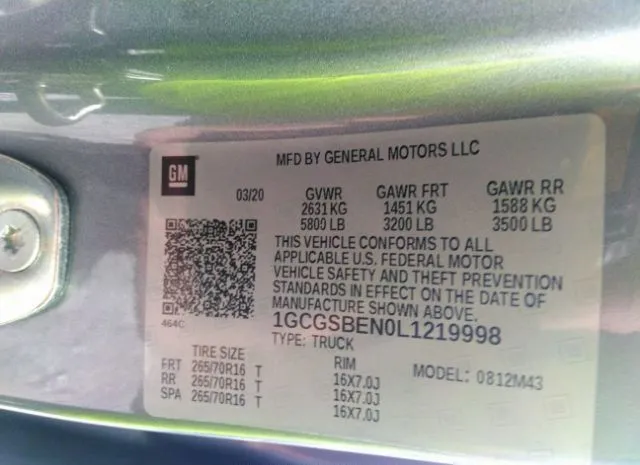 GM
MFD BY GENERAL MOTORS LLC
03/20 GVWR GAWR FRT GAWR RR
2631 KG 1451 KG 1588 KG
5800 LB 3200 LB 3500 LB
THIS VEHICLE CONFORMS TO ALL
APPLICABLE U.S. FEDERAL MOTOR
VEHICLE SAFETY AND THEFT PREVENTION
STANDARDS IN EFFECT ON THE DATE OF
MANUFACTURE SHOWN ABOVE.
464C
1GCGSBEN0L1219998
TYPE: TRUCK
TIRE SIZE RIM MODEL: 0812M43
FRT 265/70R16 T 16X7.0J
RR 265/70R16 T 16X7.0J
SPA 265/70R16 T 16X7.0J